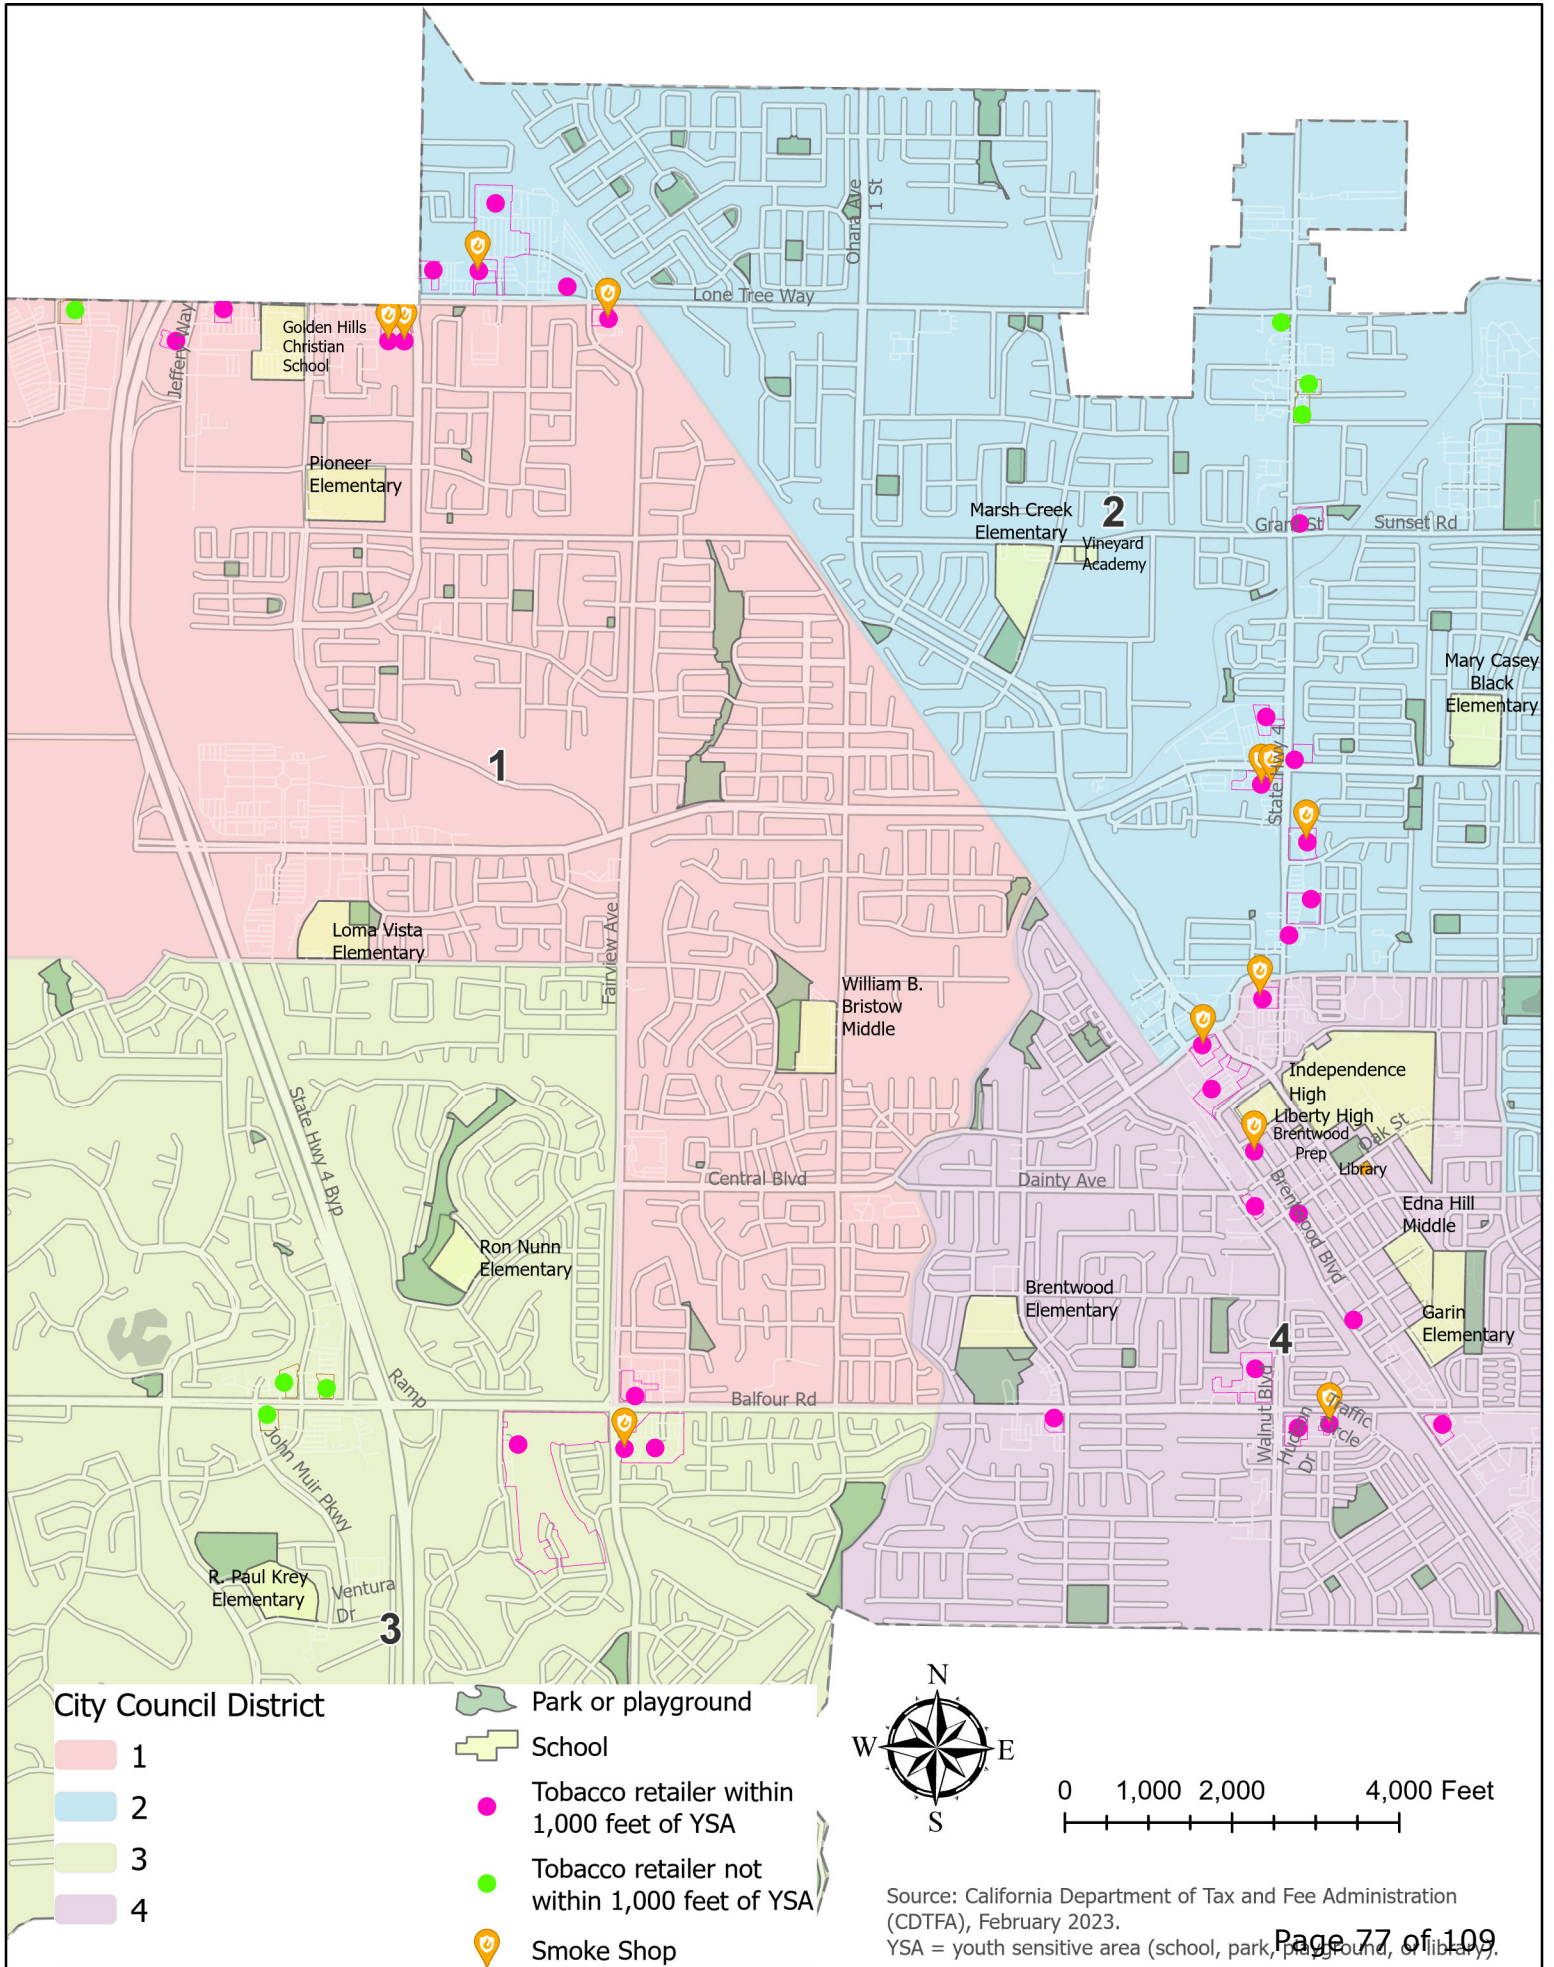 Ohara Ave
1 St
Lone Tree Way
Jeffery Way
Golden Hills
Christian
School
Pioneer
Elementary
Marsh Creek
Elementary
2
Vineyard
Academy
Grant St
Sunset Rd
Mary Casey
Black
Elementary
1
State Hwy 4
Loma Vista
Elementary
Fairview Ave
William B.
Bristow
Middle
Independence
High
Liberty High
Brentwood
Prep
Oak St
Library
State Hwy 4 Byp
Central Blvd
Dainty Ave
Brentwood Blvd
Edna Hill
Middle
Ron Nunn
Elementary
Brentwood
Elementary
Garin
Elementary
4
Ramp
Balfour Rd
Walnut Blvd
Hudson
Dr
Traffic
Circle
John Muir Pkwy
R. Paul Krey
Elementary
Ventura
Dr
3
City Council District
1
2
3
4
Park or playground
School
Tobacco retailer within
1,000 feet of YSA
Tobacco retailer not
within 1,000 feet of YSA
Smoke Shop
N
W
E
S
0 1,000 2,000 4,000 Feet
Source: California Department of Tax and Fee Administration
(CDTFA), February 2023.
YSA = youth sensitive area (school, park, playground, or library).
Page 77 of 109